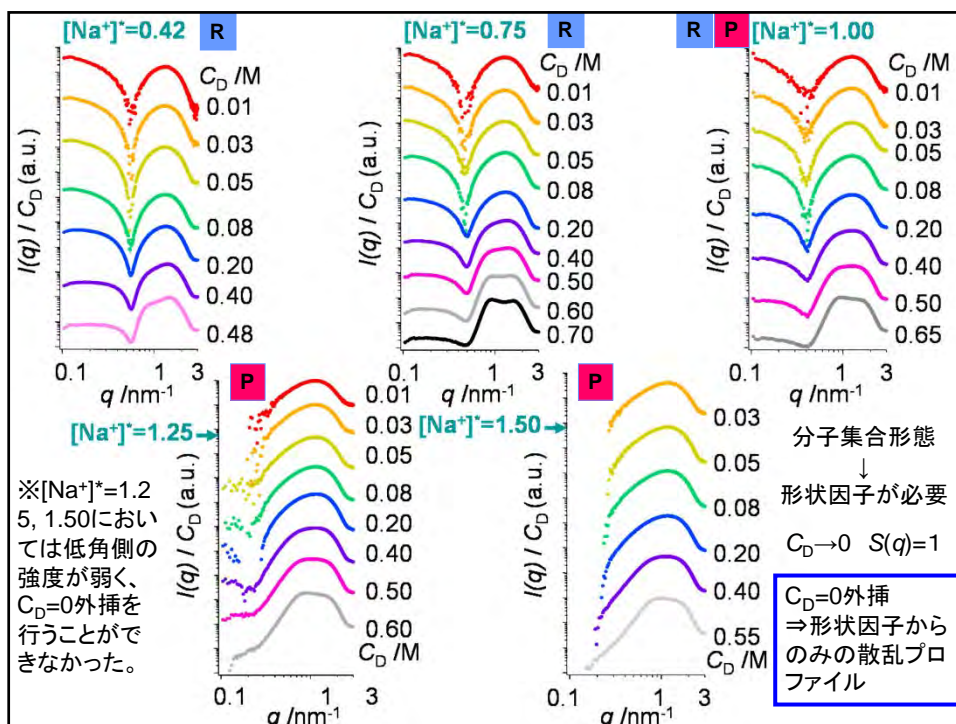 [Na⁺]*=0.42 R
I(q) / C_D (a.u.)
C_D /M
0.01
0.03
0.05
0.08
0.20
0.40
0.48
0.1 1 3
q /nm⁻¹
[Na⁺]*=0.75 R
I(q) / C_D (a.u.)
C_D /M
0.01
0.03
0.05
0.08
0.20
0.40
0.50
0.60
0.70
0.1 1 3
q /nm⁻¹
R P [Na⁺]*=1.00
I(q) / C_D (a.u.)
C_D /M
0.01
0.03
0.05
0.08
0.20
0.40
0.50
0.65
0.1 1 3
q /nm⁻¹
※[Na⁺]*=1.2
5, 1.50におい
ては低角側の
強度が弱く、
C_D=0外挿を
行うことがで
きなかった。
P
[Na⁺]*=1.25
I(q) / C_D (a.u.)
0.01
0.03
0.05
0.08
0.20
0.40
0.50
0.60
C_D /M
0.1 1 3
q /nm⁻¹
P
[Na⁺]*=1.50
I(q) / C_D (a.u.)
0.03
0.05
0.08
0.20
0.40
0.55
C_D /M
0.1 1 3
q /nm⁻¹
分子集合形態
↓
形状因子が必要
C_D→0 S(q)=1
C_D=0外挿
⇒形状因子から
のみの散乱プロ
ファイル